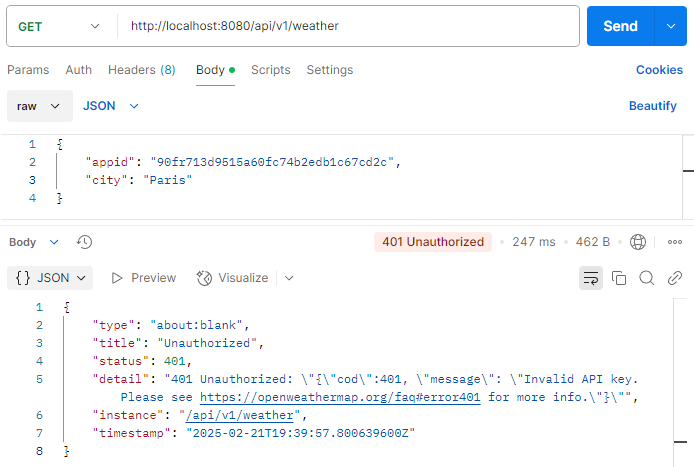 GET http://localhost:8080/api/v1/weather Send
Params Auth Headers (8) Body Scripts Settings Cookies
raw JSON Beautify
1 {
2 "appid": "90fr713d9515a60fc74b2edb1c67cd2c",
3 "city": "Paris"
4 }
Body 401 Unauthorized 247 ms 462 B
{} JSON Preview Visualize
1 {
2 "type": "about:blank",
3 "title": "Unauthorized",
4 "status": 401,
5 "detail": "401 Unauthorized: \"{\"cod\":401, \"message\": \"Invalid API key.
Please see https://openweathermap.org/faq#error401 for more info.\"}\"",
6 "instance": "/api/v1/weather",
7 "timestamp": "2025-02-21T19:39:57.800639600Z"
8 }